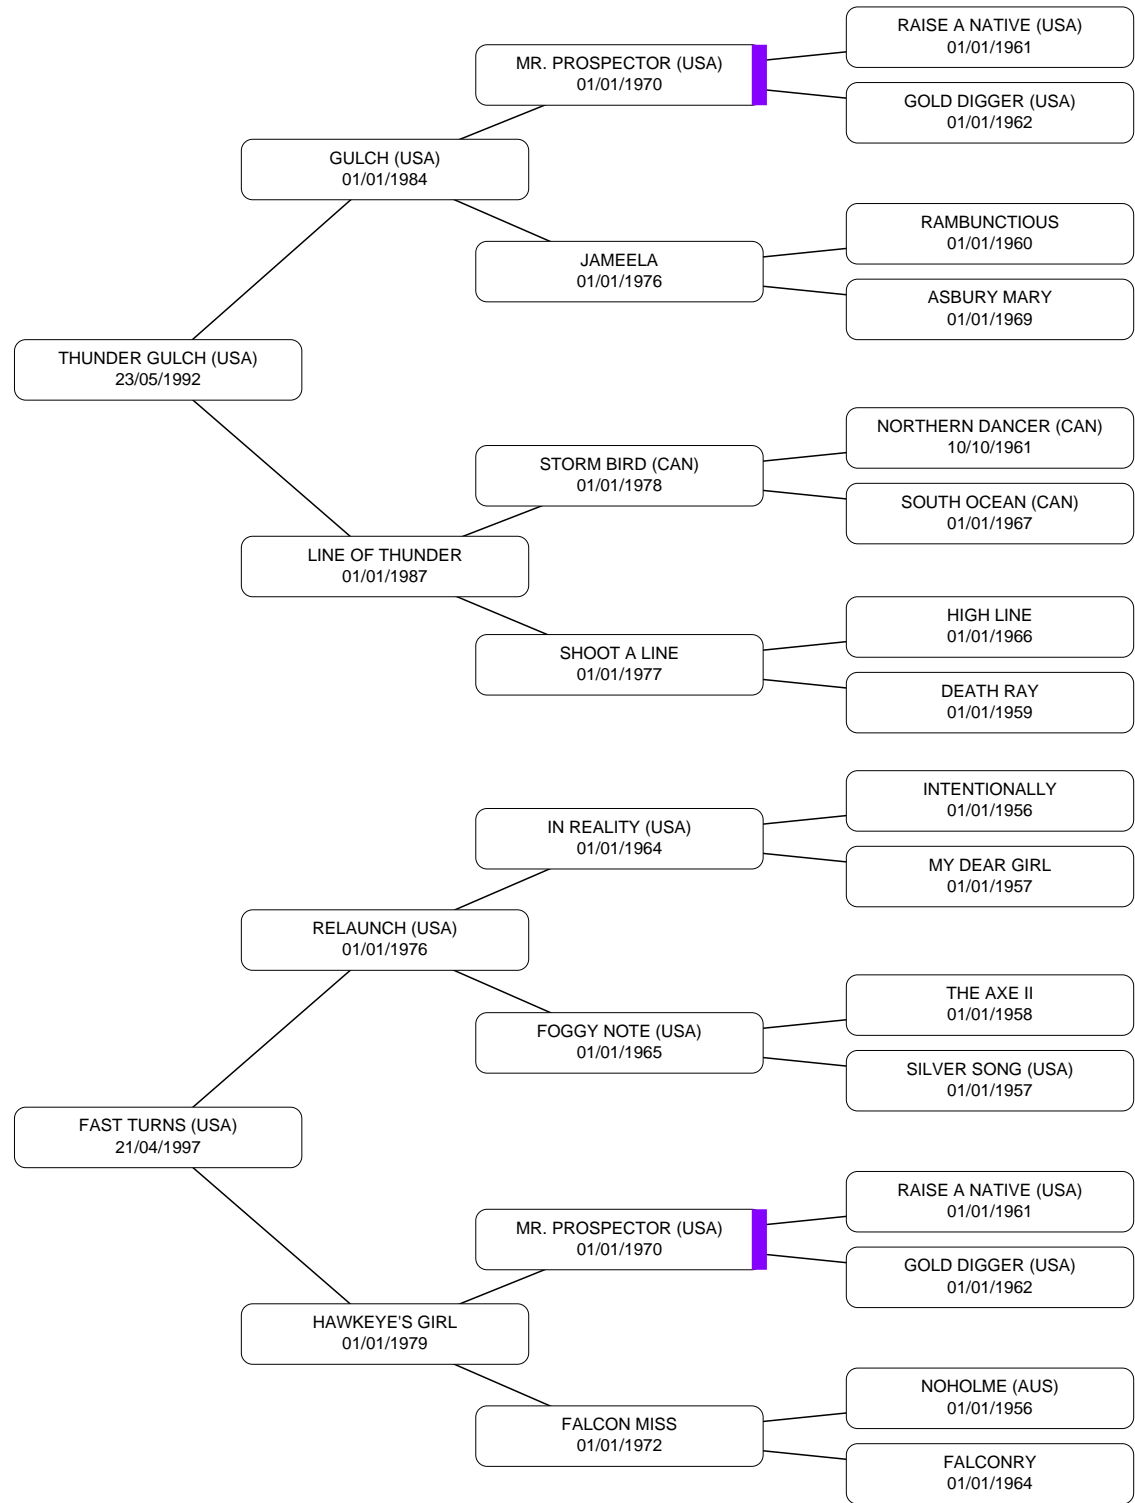 RAISE A NATIVE (USA)
01/01/1961
MR. PROSPECTOR (USA)
01/01/1970
GOLD DIGGER (USA)
01/01/1962
GULCH (USA)
01/01/1984
RAMBUNCTIOUS
01/01/1960
JAMEELA
01/01/1976
ASBURY MARY
01/01/1969
THUNDER GULCH (USA)
23/05/1992
NORTHERN DANCER (CAN)
10/10/1961
STORM BIRD (CAN)
01/01/1978
SOUTH OCEAN (CAN)
01/01/1967
LINE OF THUNDER
01/01/1987
HIGH LINE
01/01/1966
SHOOT A LINE
01/01/1977
DEATH RAY
01/01/1959
INTENTIONALLY
01/01/1956
IN REALITY (USA)
01/01/1964
MY DEAR GIRL
01/01/1957
RELAUNCH (USA)
01/01/1976
THE AXE II
01/01/1958
FOGGY NOTE (USA)
01/01/1965
SILVER SONG (USA)
01/01/1957
FAST TURNS (USA)
21/04/1997
RAISE A NATIVE (USA)
01/01/1961
MR. PROSPECTOR (USA)
01/01/1970
GOLD DIGGER (USA)
01/01/1962
HAWKEYE'S GIRL
01/01/1979
NOHOLME (AUS)
01/01/1956
FALCON MISS
01/01/1972
FALCONRY
01/01/1964